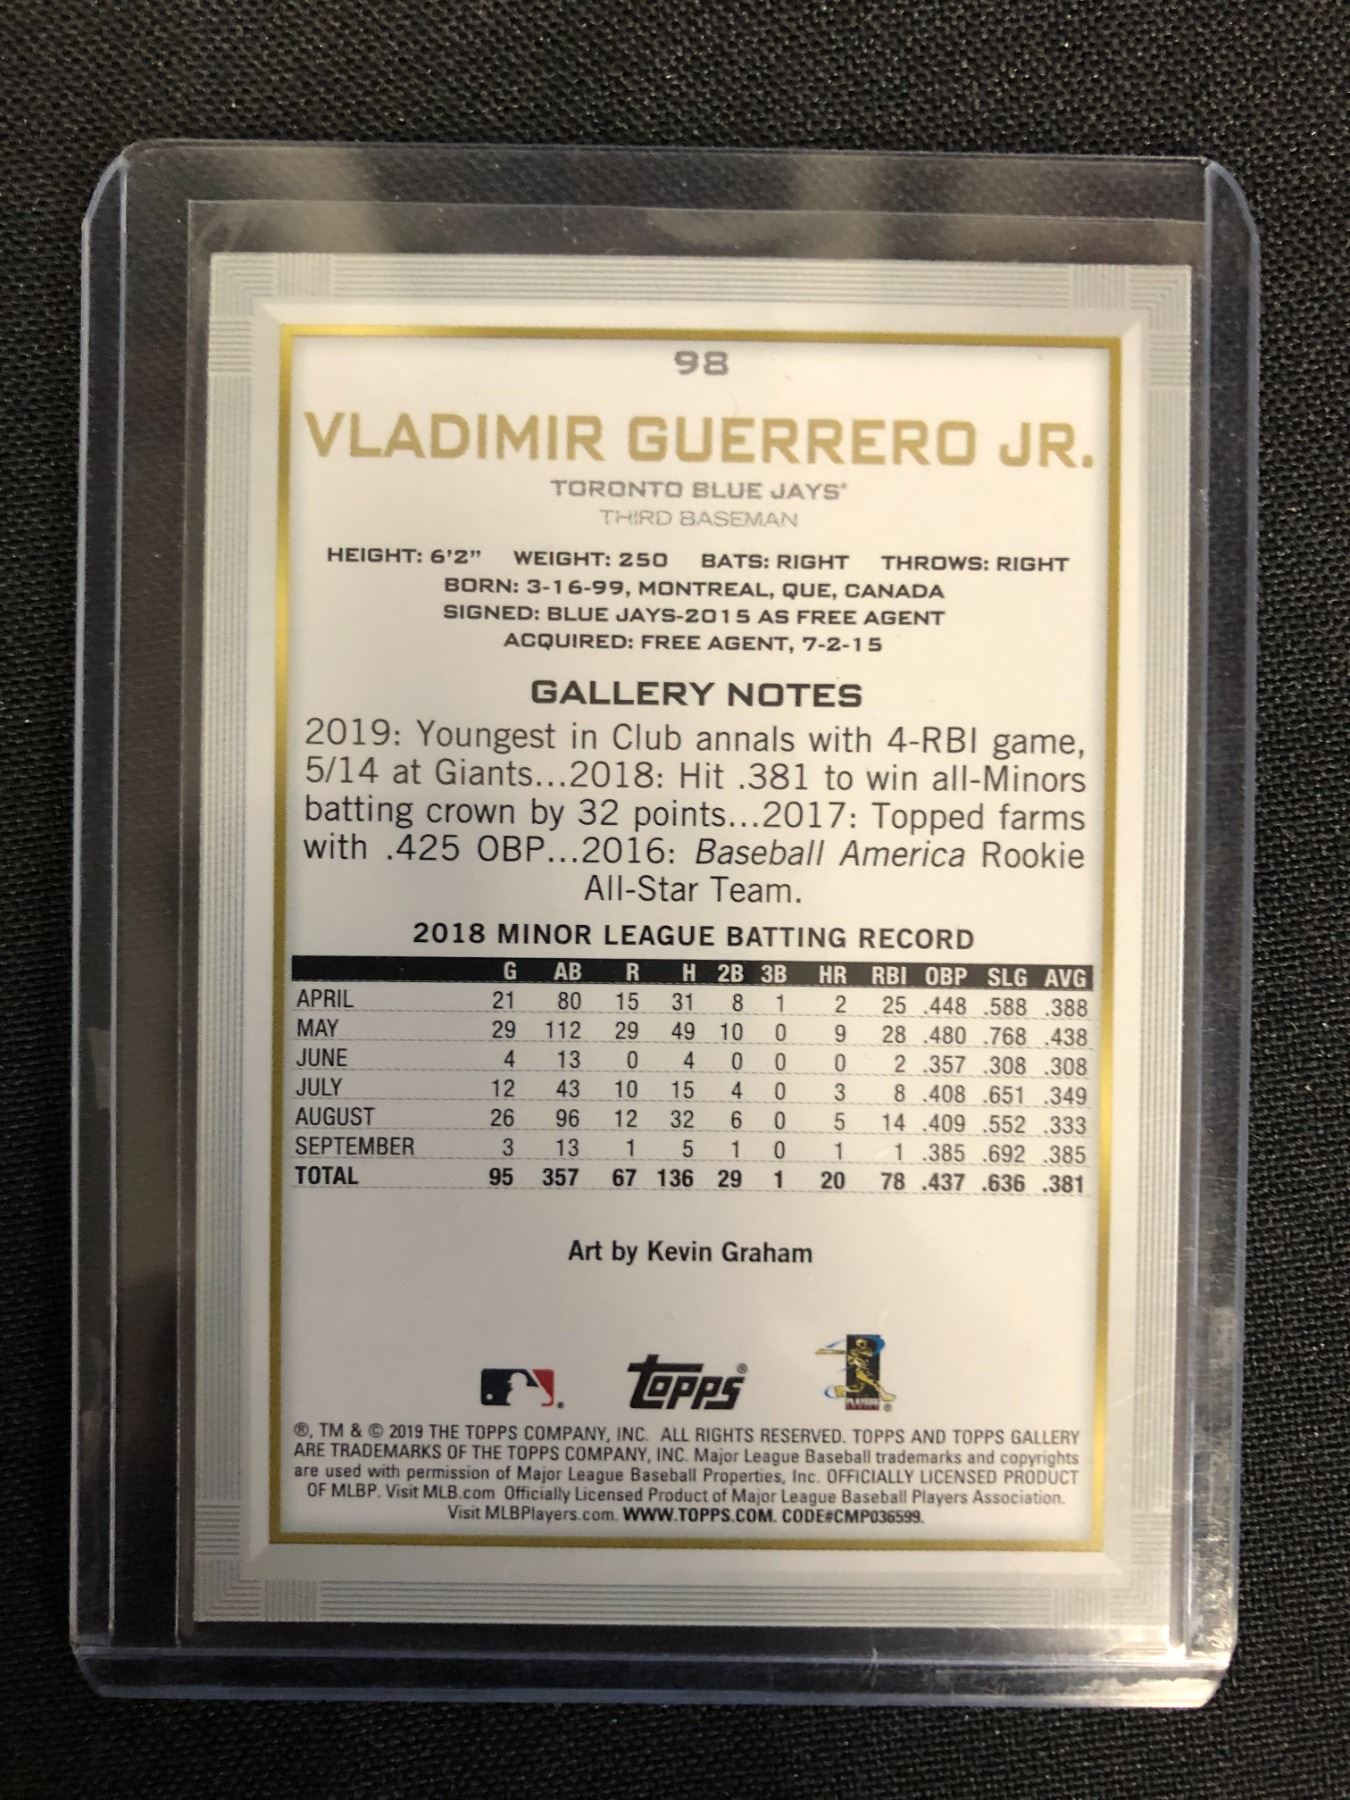 98
VLADIMIR GUERRERO JR.
TORONTO BLUE JAYS®
THIRD BASEMAN
HEIGHT: 6'2" WEIGHT: 250 BATS: RIGHT THROWS: RIGHT
BORN: 3-16-99, MONTREAL, QUE, CANADA
SIGNED: BLUE JAYS-2015 AS FREE AGENT
ACQUIRED: FREE AGENT, 7-2-15
GALLERY NOTES
2019: Youngest in Club annals with 4-RBI game,
5/14 at Giants...2018: Hit .381 to win all-Minors
batting crown by 32 points...2017: Topped farms
with .425 OBP...2016: Baseball America Rookie
All-Star Team.
2018 MINOR LEAGUE BATTING RECORD
G AB R H 2B 3B HR RBI OBP SLG AVG
APRIL 21 80 15 31 8 1 2 25 .448 .588 .388
MAY 29 112 29 49 10 0 9 28 .480 .768 .438
JUNE 4 13 0 4 0 0 0 2 .357 .308 .308
JULY 12 43 10 15 4 0 3 8 .408 .651 .349
AUGUST 26 96 12 32 6 0 5 14 .409 .552 .333
SEPTEMBER 3 13 1 5 1 0 1 1 .385 .692 .385
TOTAL 95 357 67 136 29 1 20 78 .437 .636 .381
Art by Kevin Graham
topps®
PLAYERS
®, TM & © 2019 THE TOPPS COMPANY, INC. ALL RIGHTS RESERVED. TOPPS AND TOPPS GALLERY
ARE TRADEMARKS OF THE TOPPS COMPANY, INC. Major League Baseball trademarks and copyrights
are used with permission of Major League Baseball Properties, Inc. OFFICIALLY LICENSED PRODUCT
OF MLBP. Visit MLB.com Officially Licensed Product of Major League Baseball Players Association.
Visit MLBPlayers.com. WWW.TOPPS.COM. CODE#CMP036599.